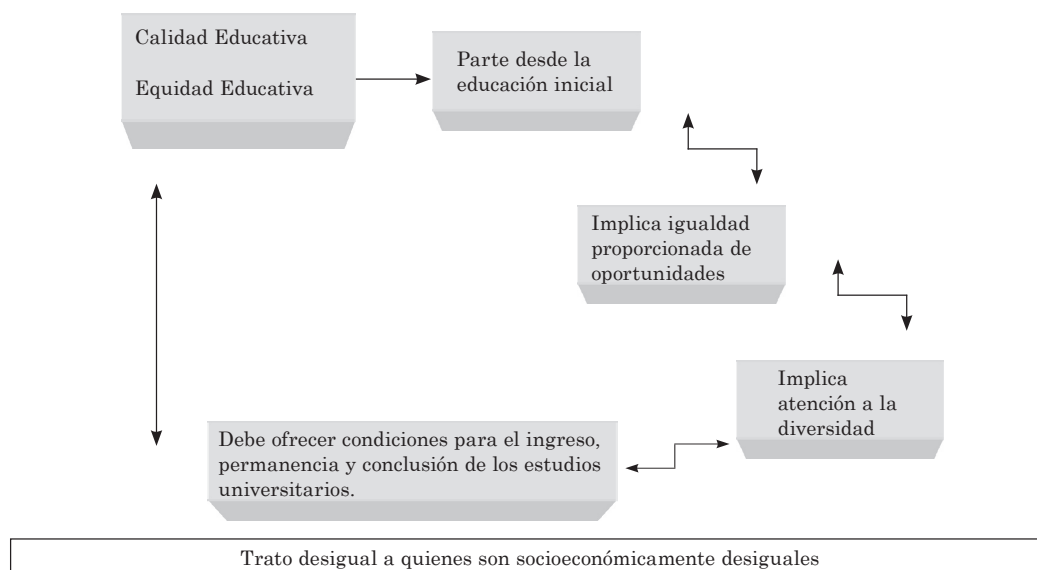 Calidad Educativa
Equidad Educativa
Parte desde la
educación inicial
Implica igualdad
proporcionada de
oportunidades
Implica
atención a la
diversidad
Debe ofrecer condiciones para el ingreso,
permanencia y conclusión de los estudios
universitarios.
Trato desigual a quienes son socioeconómicamente desiguales